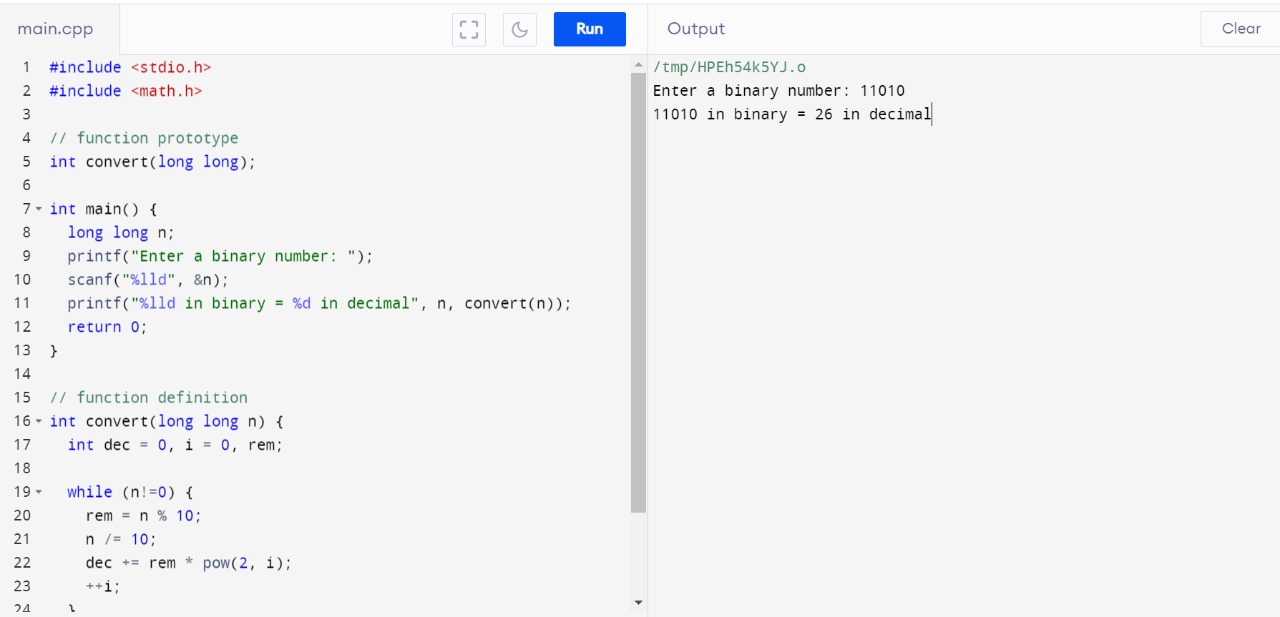 main.cpp
Run
Output
Clear
1 #include <stdio.h>
2 #include <math.h>
3
4 // function prototype
5 int convert(long long);
6
7 int main() {
8 long long n;
9 printf("Enter a binary number: ");
10 scanf("%lld", &n);
11 printf("%lld in binary = %d in decimal", n, convert(n));
12 return 0;
13 }
14
15 // function definition
16 int convert(long long n) {
17 int dec = 0, i = 0, rem;
18
19 while (n!=0) {
20 rem = n % 10;
21 n /= 10;
22 dec += rem * pow(2, i);
23 ++i;
24 }
/tmp/HPEh54k5YJ.o
Enter a binary number: 11010
11010 in binary = 26 in decimal